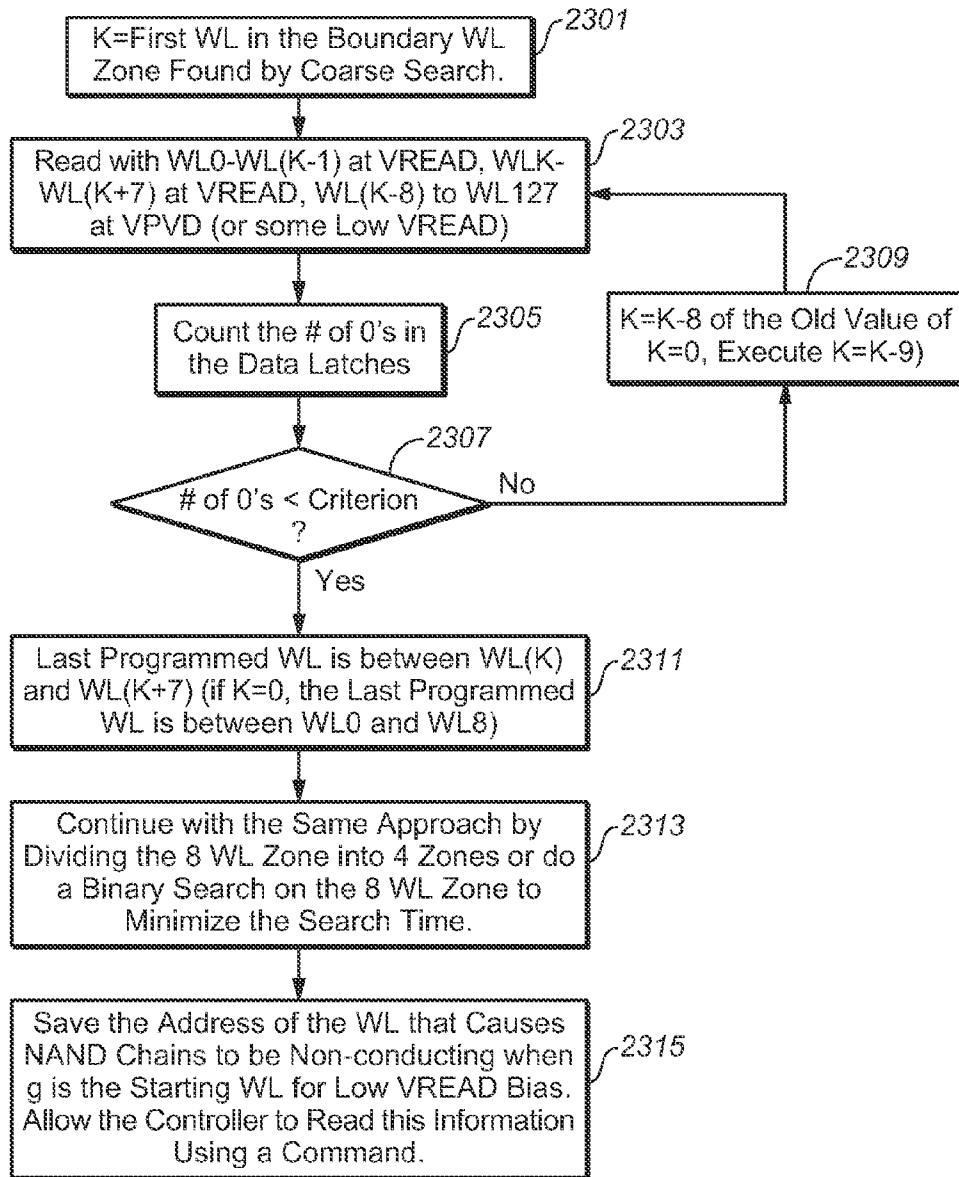 K=First WL in the Boundary WL
Zone Found by Coarse Search.
2301
Read with WL0-WL(K-1) at VREAD, WLK-
WL(K+7) at VREAD, WL(K-8) to WL127
at VPVD (or some Low VREAD)
2303
Count the # of 0's in
the Data Latches
2305
K=K-8 of the Old Value of
K=0, Execute K=K-9)
2309
# of 0's < Criterion
?
2307
No
Yes
Last Programmed WL is between WL(K)
and WL(K+7) (if K=0, the Last Programmed
WL is between WL0 and WL8)
2311
Continue with the Same Approach by
Dividing the 8 WL Zone into 4 Zones or do
a Binary Search on the 8 WL Zone to
Minimize the Search Time.
2313
Save the Address of the WL that Causes
NAND Chains to be Non-conducting when
g is the Starting WL for Low VREAD Bias.
Allow the Controller to Read this Information
Using a Command.
2315